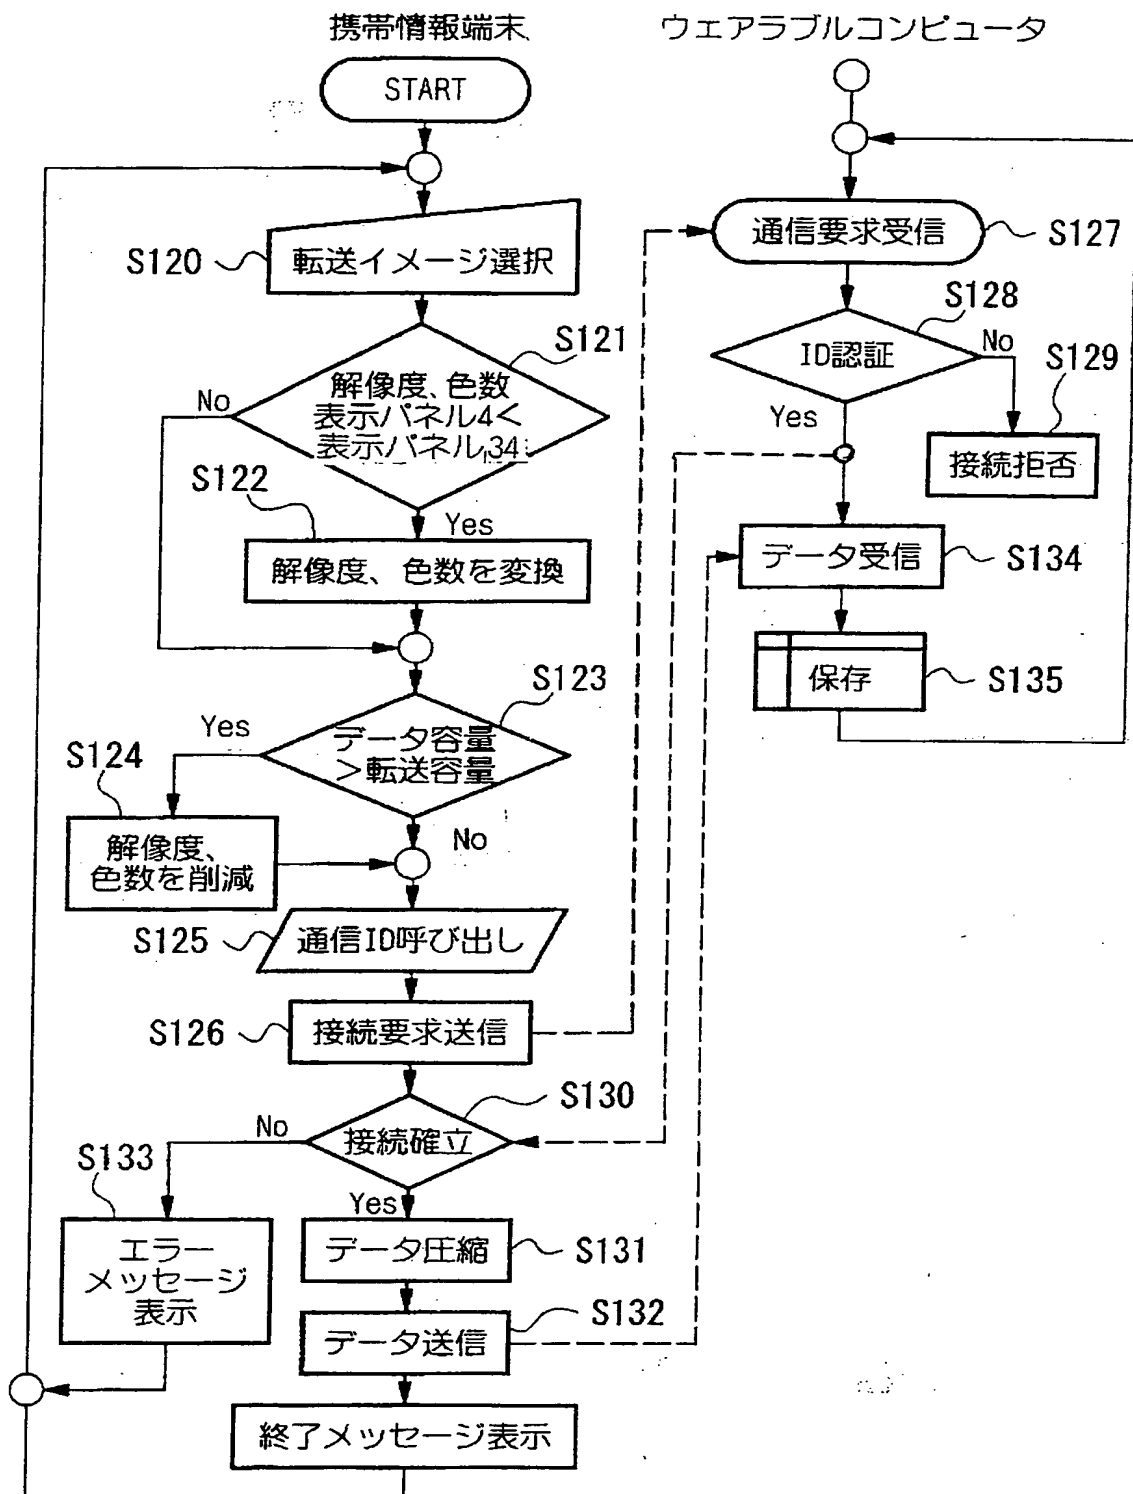 携帯情報端末
ウェアラブルコンピュータ
START
S120
転送イメージ選択
S121
解像度、色数
表示パネル4<
表示パネル34
No
Yes
S122
解像度、色数を変換
S123
データ容量
>転送容量
Yes
No
S124
解像度、
色数を削減
S125
通信ID呼び出し
S126
接続要求送信
S130
接続確立
No
Yes
S133
エラー
メッセージ
表示
S131
データ圧縮
S132
データ送信
終了メッセージ表示
通信要求受信
S127
S128
ID認証
No
Yes
S129
接続拒否
データ受信
S134
保存
S135